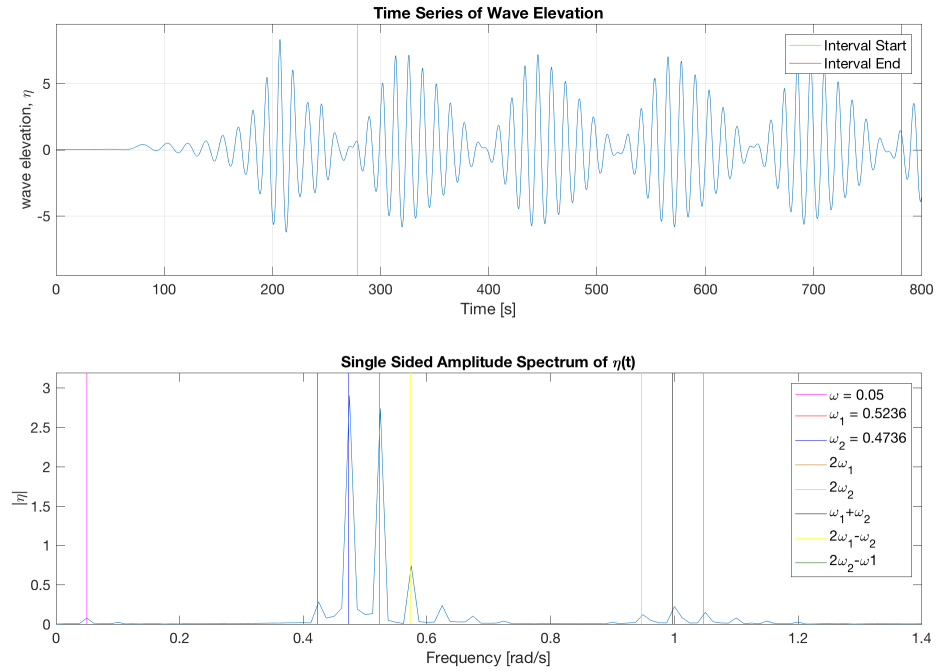 Time Series of Wave Elevation
wave elevation, η
5
0
-5
Interval Start
Interval End
0 100 200 300 400 500 600 700 800
Time [s]
Single Sided Amplitude Spectrum of η(t)
|η|
3
2.5
2
1.5
1
0.5
0
ω = 0.05
ω₁ = 0.5236
ω₂ = 0.4736
2ω₁
2ω₂
ω₁+ω₂
2ω₁-ω₂
2ω₂-ω1
0 0.2 0.4 0.6 0.8 1 1.2 1.4
Frequency [rad/s]